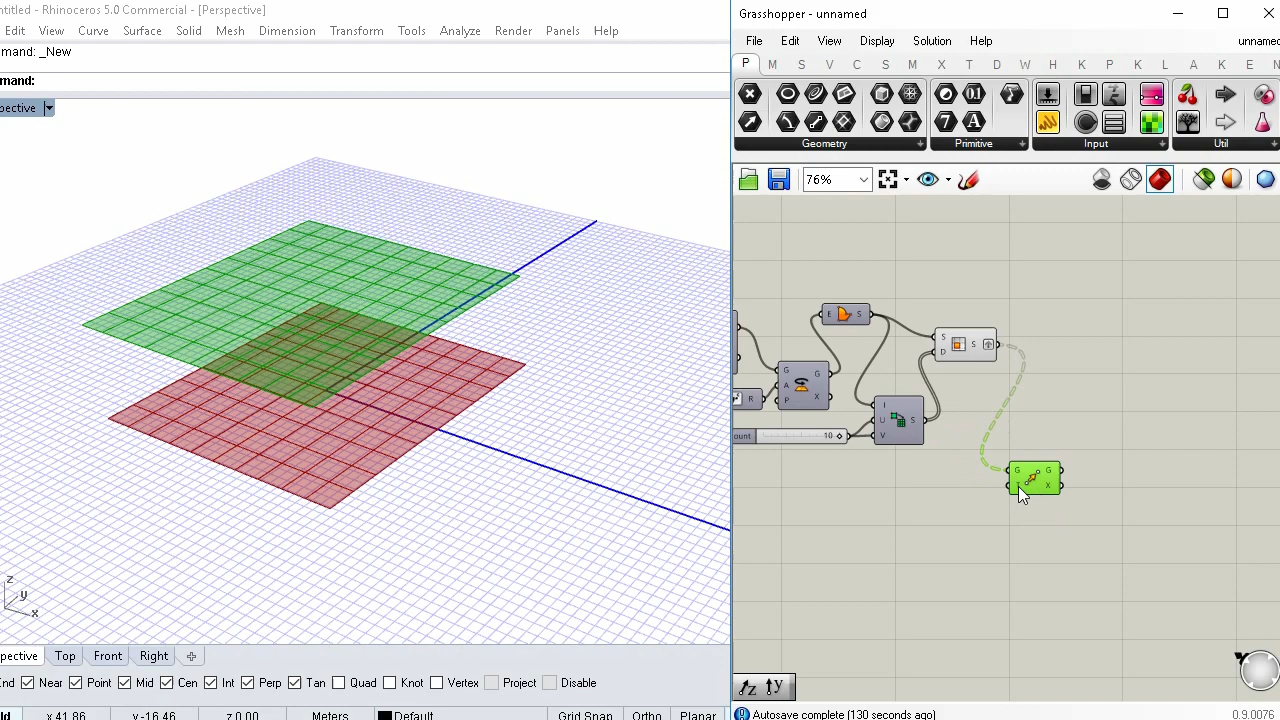 ntitled - Rhinoceros 5.0 Commercial - [Perspective]
Edit View Curve Surface Solid Mesh Dimension Transform Tools Analyze Render Panels Help
mmand: _New
mmand:
pective
z
y
x
pective Top Front Right
End Near Point Mid Cen Int Perp Tan Quad Knot Vertex Project Disable
x 41.86 y -16.46 z 0.00 Meters Default Grid Snap Ortho Planar
Grasshopper - unnamed
File Edit View Display Solution Help unnamed
P M S V C S M X T D W H K P K L A K E N
Geometry Primitive Input Util
76%
E S
S D S
G A P G X
R
I U V S
ount 10
G G
X
Autosave complete (130 seconds ago) 0.9.0076